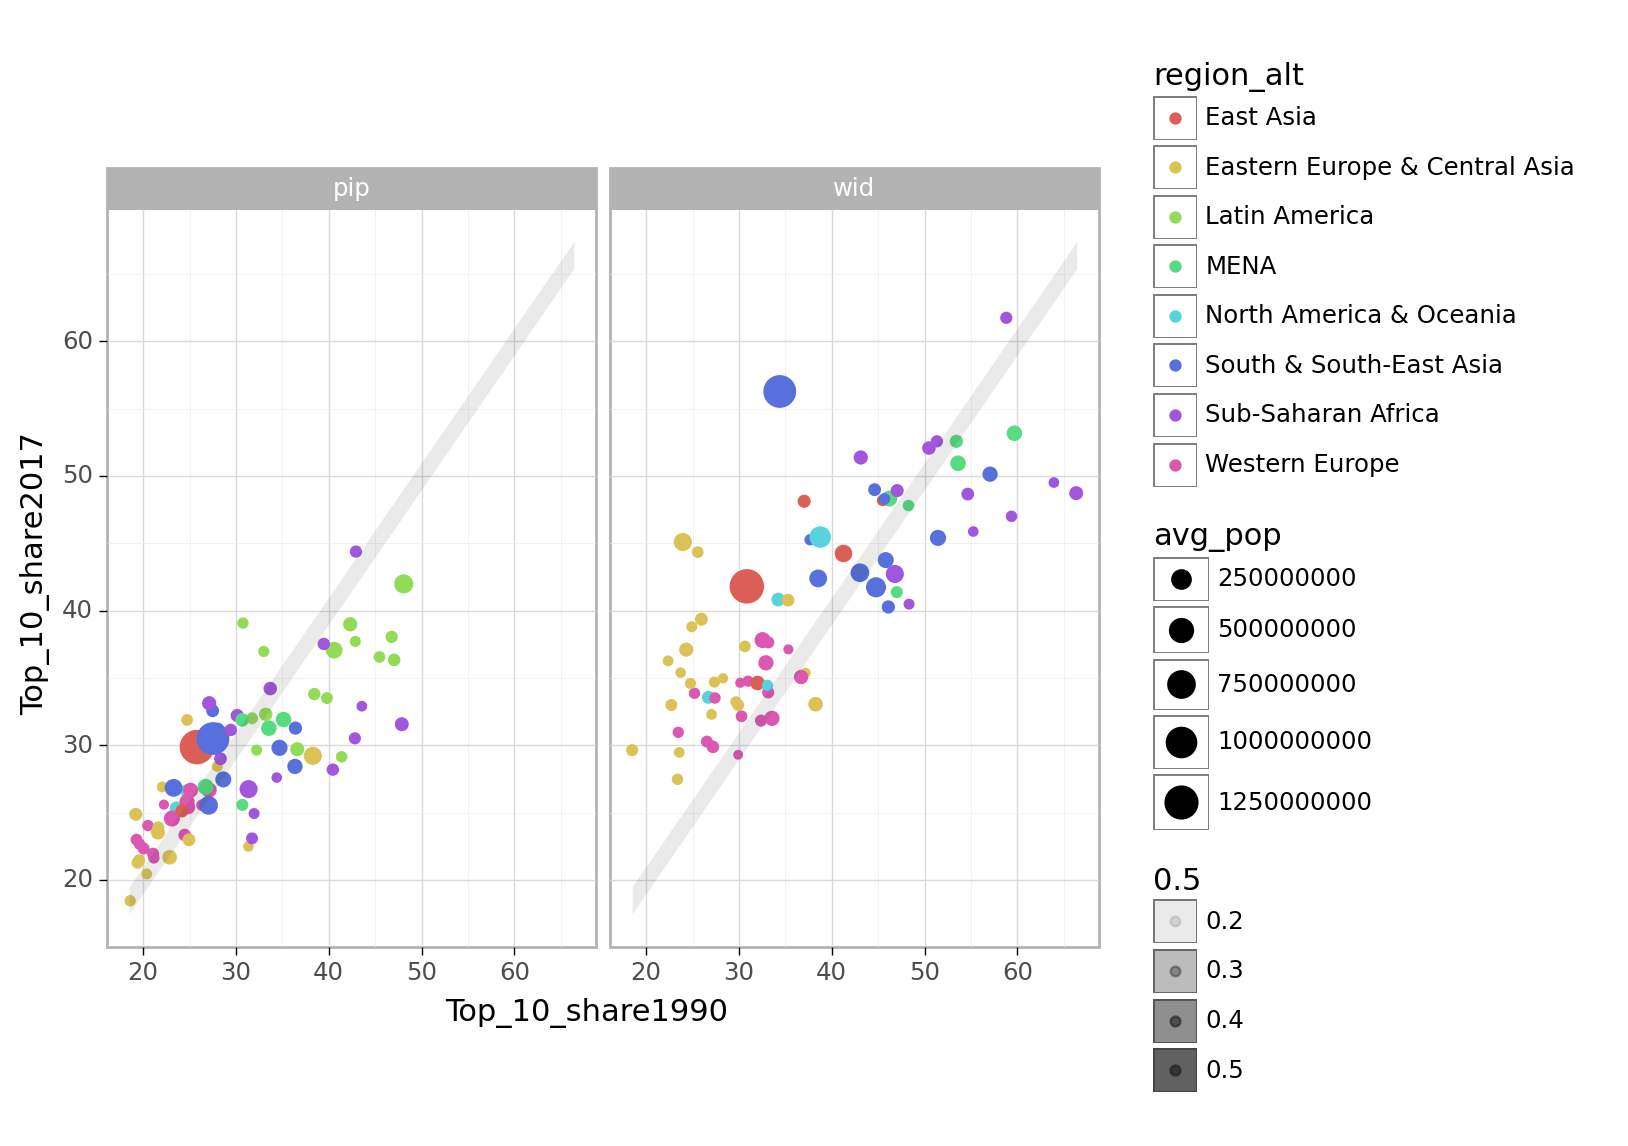 pip
wid
Top_10_share2017
60
50
40
30
20
20 30 40 50 60
20 30 40 50 60
Top_10_share1990
region_alt
East Asia
Eastern Europe & Central Asia
Latin America
MENA
North America & Oceania
South & South-East Asia
Sub-Saharan Africa
Western Europe
avg_pop
250000000
500000000
750000000
1000000000
1250000000
0.5
0.2
0.3
0.4
0.5